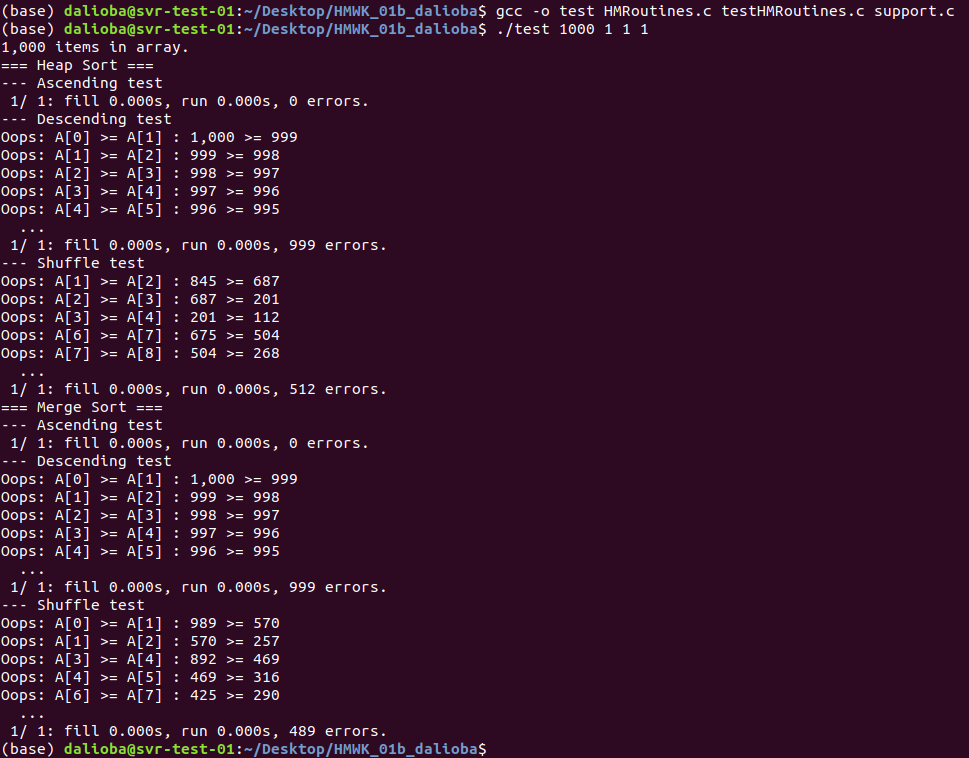 (base) dalioba@svr-test-01:~/Desktop/HMWK_01b_dalioba$ gcc -o test HMRoutines.c testHMRoutines.c support.c
(base) dalioba@svr-test-01:~/Desktop/HMWK_01b_dalioba$ ./test 1000 1 1 1
1,000 items in array.
=== Heap Sort ===
--- Ascending test
 1/ 1: fill 0.000s, run 0.000s, 0 errors.
--- Descending test
Oops: A[0] >= A[1] : 1,000 >= 999
Oops: A[1] >= A[2] : 999 >= 998
Oops: A[2] >= A[3] : 998 >= 997
Oops: A[3] >= A[4] : 997 >= 996
Oops: A[4] >= A[5] : 996 >= 995
  ...
 1/ 1: fill 0.000s, run 0.000s, 999 errors.
--- Shuffle test
Oops: A[1] >= A[2] : 845 >= 687
Oops: A[2] >= A[3] : 687 >= 201
Oops: A[3] >= A[4] : 201 >= 112
Oops: A[6] >= A[7] : 675 >= 504
Oops: A[7] >= A[8] : 504 >= 268
  ...
 1/ 1: fill 0.000s, run 0.000s, 512 errors.
=== Merge Sort ===
--- Ascending test
 1/ 1: fill 0.000s, run 0.000s, 0 errors.
--- Descending test
Oops: A[0] >= A[1] : 1,000 >= 999
Oops: A[1] >= A[2] : 999 >= 998
Oops: A[2] >= A[3] : 998 >= 997
Oops: A[3] >= A[4] : 997 >= 996
Oops: A[4] >= A[5] : 996 >= 995
  ...
 1/ 1: fill 0.000s, run 0.000s, 999 errors.
--- Shuffle test
Oops: A[0] >= A[1] : 989 >= 570
Oops: A[1] >= A[2] : 570 >= 257
Oops: A[3] >= A[4] : 892 >= 469
Oops: A[4] >= A[5] : 469 >= 316
Oops: A[6] >= A[7] : 425 >= 290
  ...
 1/ 1: fill 0.000s, run 0.000s, 489 errors.
(base) dalioba@svr-test-01:~/Desktop/HMWK_01b_dalioba$